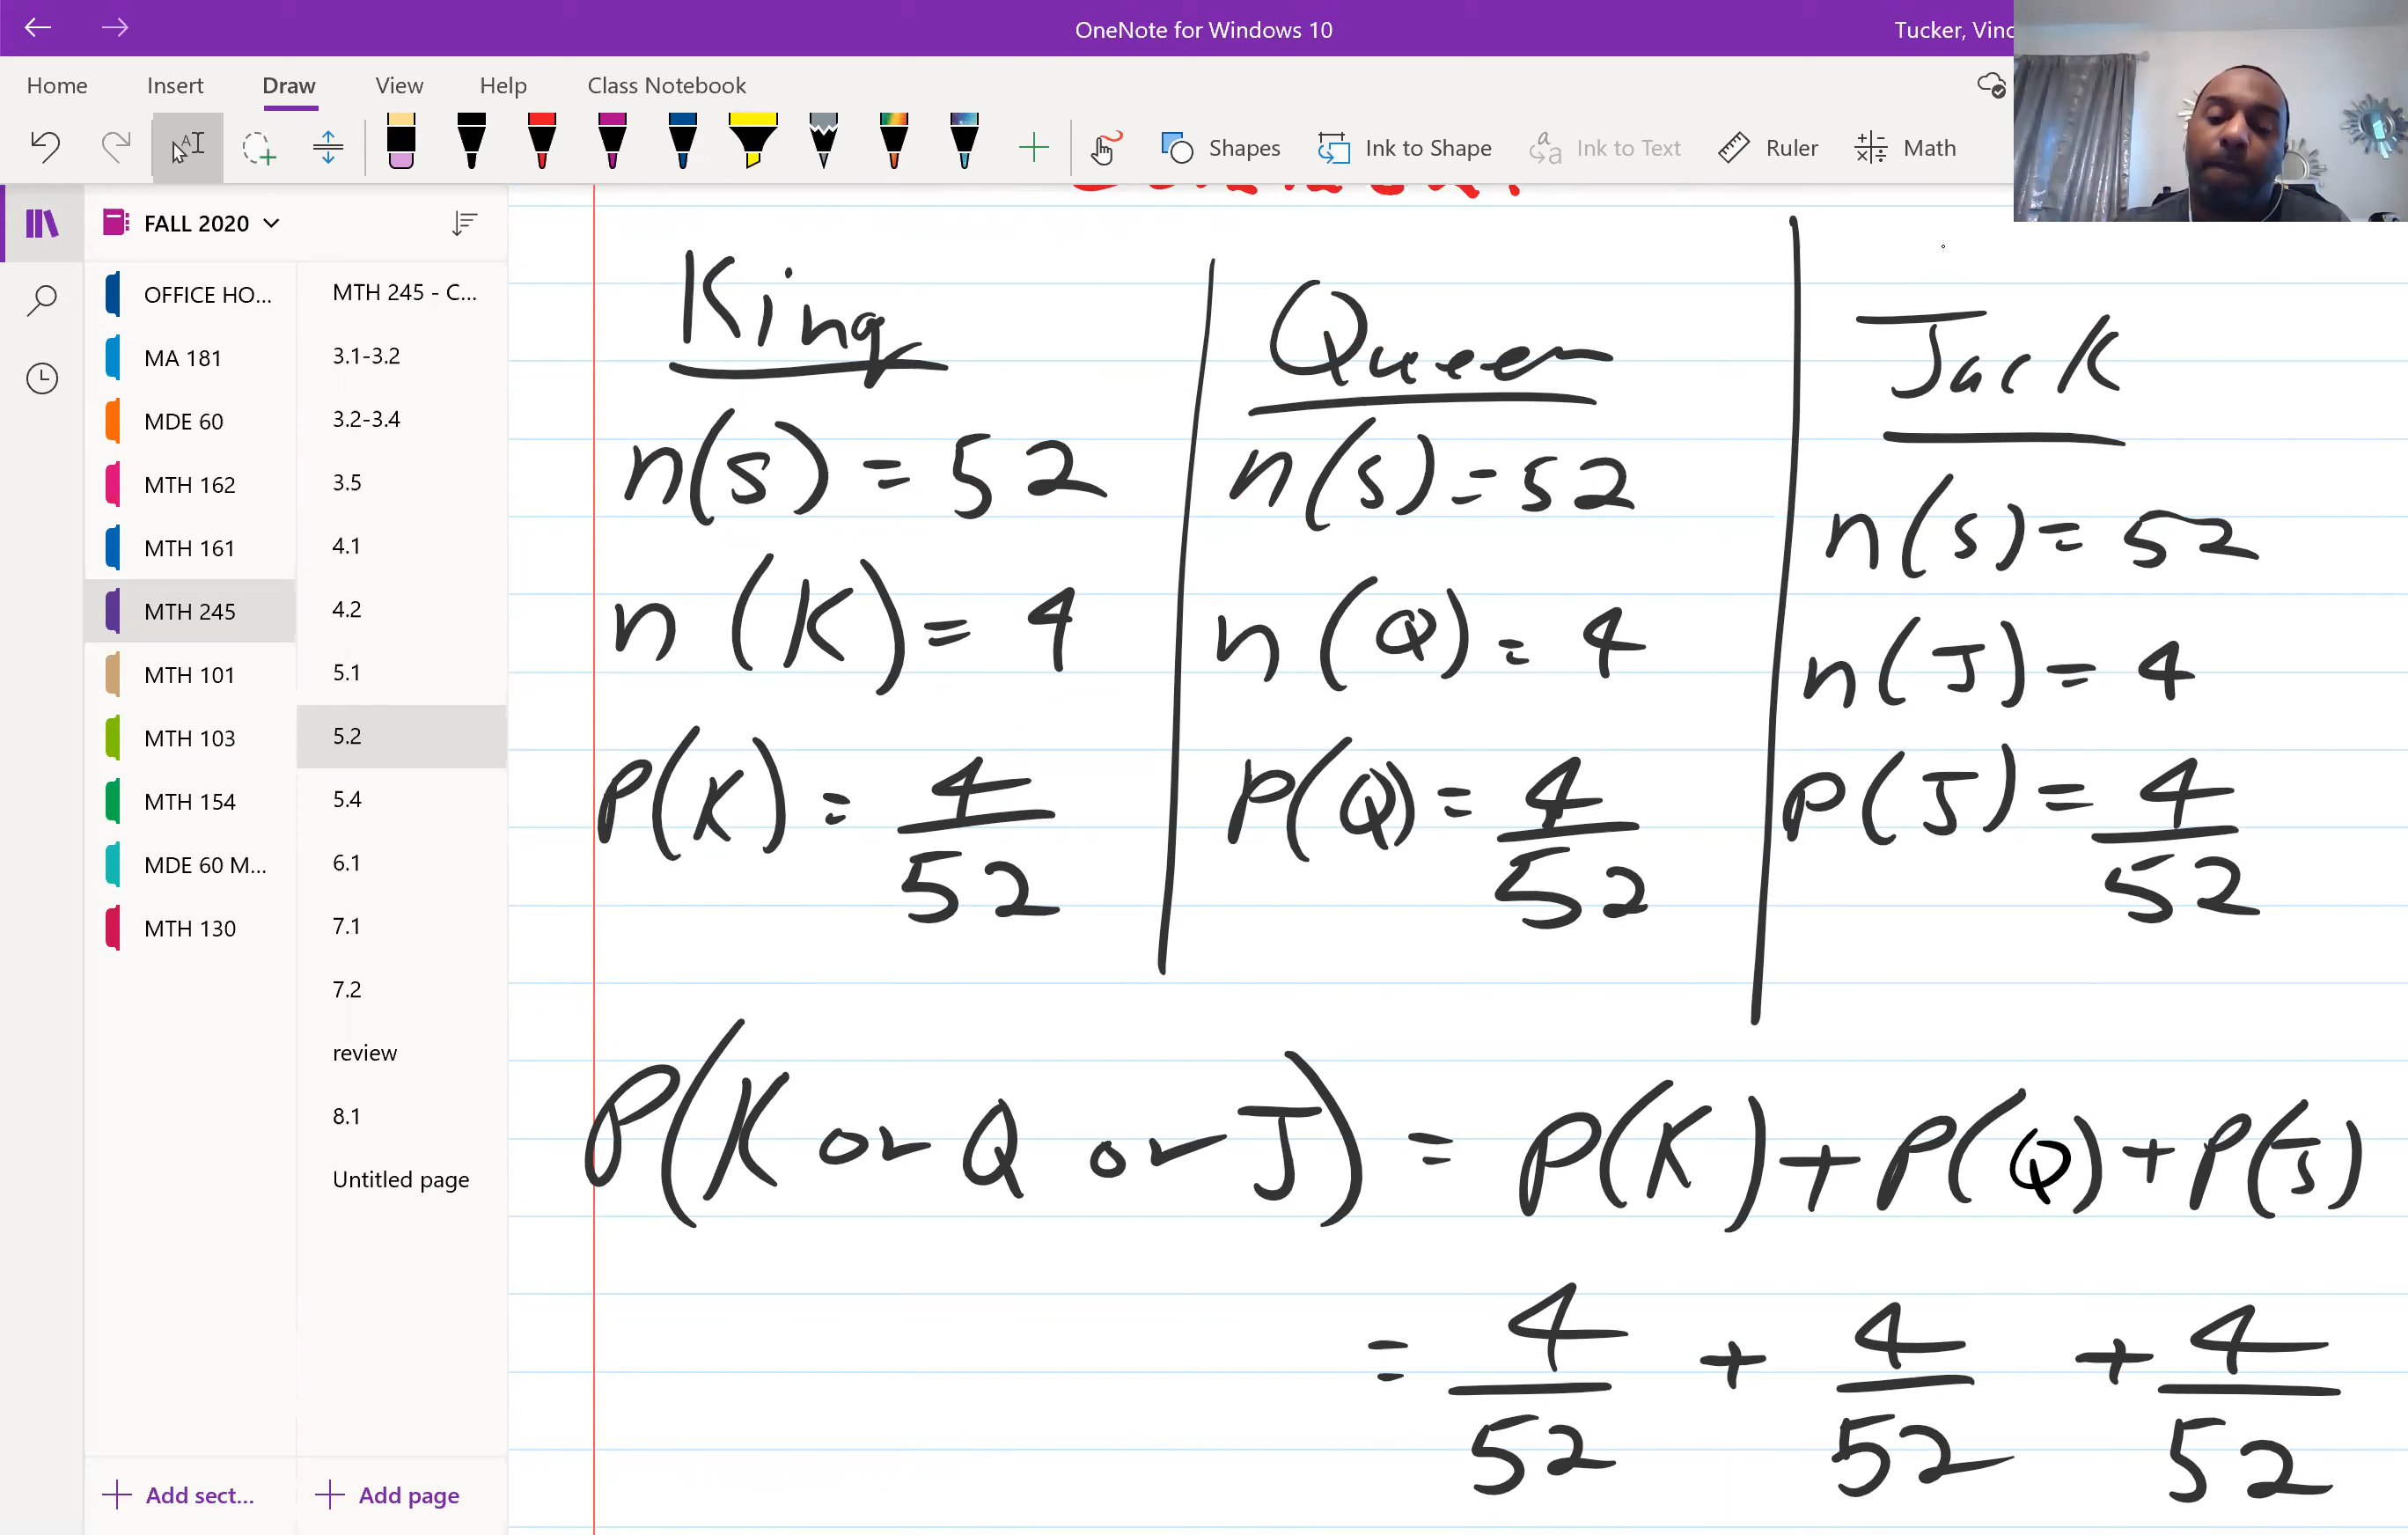 OneNote for Windows 10
Tucker, Vinc
Home Insert Draw View Help Class Notebook
Shapes Ink to Shape Ink to Text Ruler Math
FALL 2020
OFFICE HO...
MA 181
MDE 60
MTH 162
MTH 161
MTH 245
MTH 101
MTH 103
MTH 154
MDE 60 M...
MTH 130
Add sect...
MTH 245 - C...
3.1-3.2
3.2-3.4
3.5
4.1
4.2
5.1
5.2
5.4
6.1
7.1
7.2
review
8.1
Untitled page
Add page
King
n(s) = 52
n(K) = 4
P(K) = 4/52
Queen
n(s) = 52
n(Q) = 4
P(Q) = 4/52
Jack
n(s) = 52
n(J) = 4
P(J) = 4/52
P(K or Q or J) = P(K) + P(Q) + P(J)
= 4/52 + 4/52 + 4/52